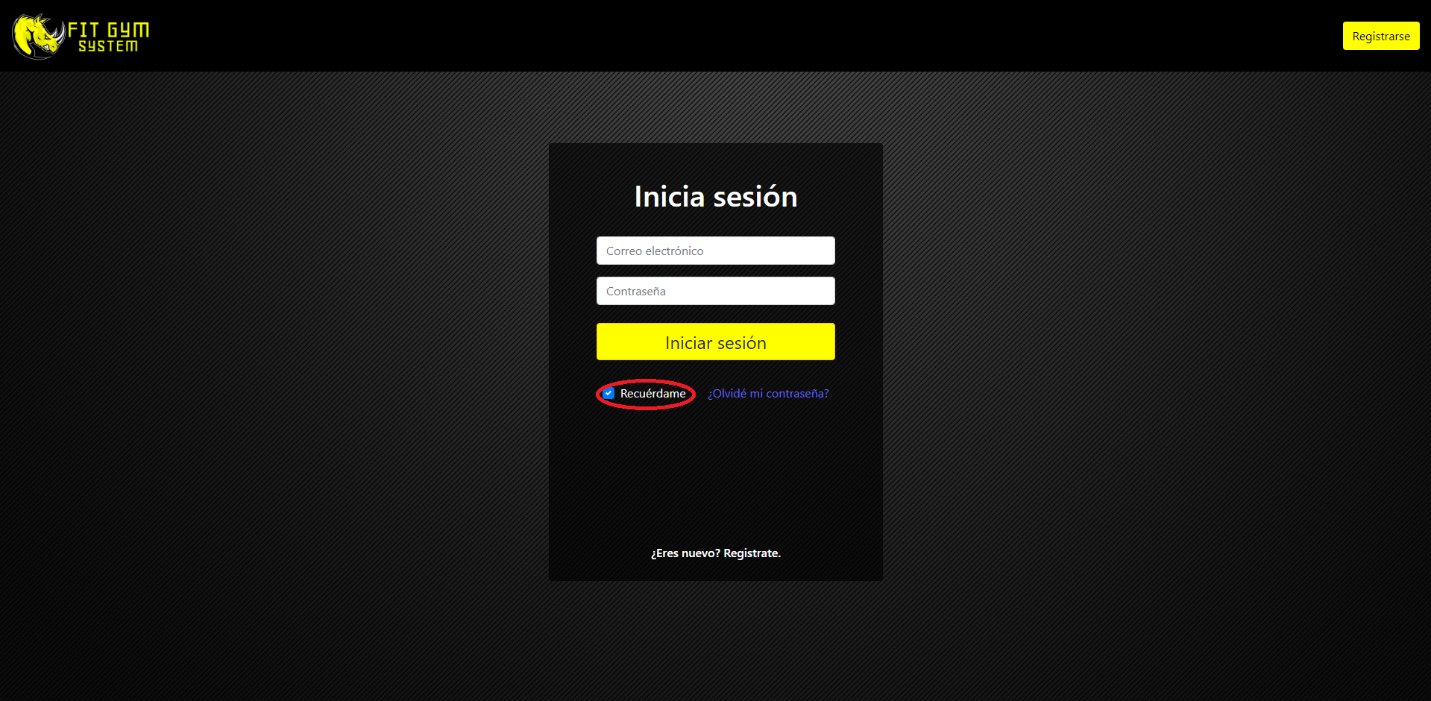 FIT GYM
SYSTEM
Registrarse
Inicia sesión
Correo electrónico
Contraseña
Iniciar sesión
Recuérdame ¿Olvidé mi contraseña?
¿Eres nuevo? Registrate.